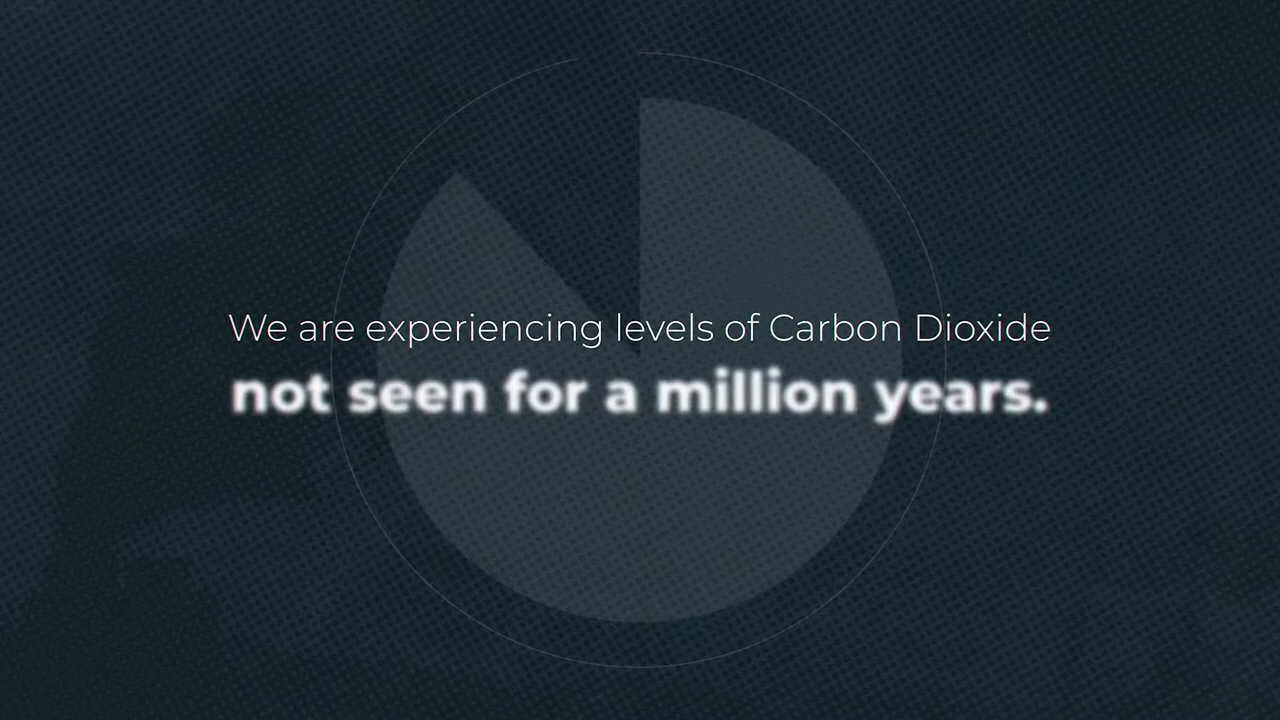 We are experiencing levels of Carbon Dioxide
not seen for a million years.